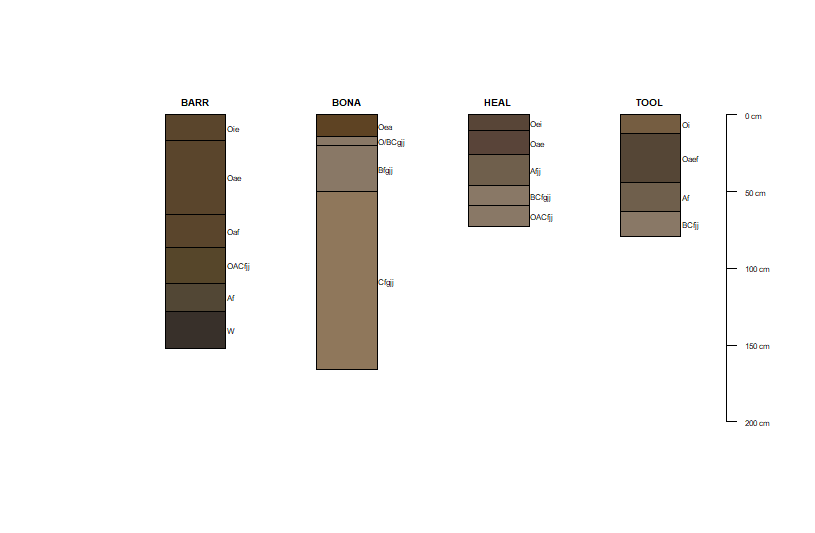 BARR
BONA
HEAL
TOOL
Oie
Oae
Oaf
OACfjj
Af
W
Oea
O/BCgjj
Bfgjj
Cfgjj
Oei
Oae
Afjj
BCfgjj
OACfjj
Oi
Oaef
Af
BCfjj
0 cm
50 cm
100 cm
150 cm
200 cm